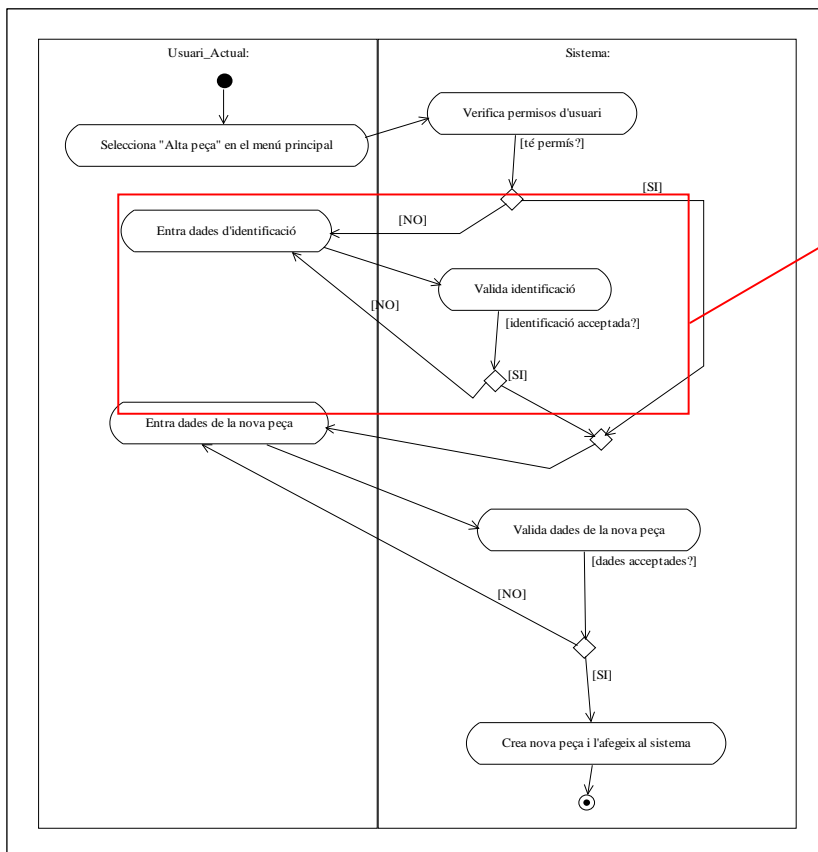 Usuari_Actual:
Sistema:
Verifica permisos d'usuari
Selecciona "Alta peça" en el menú principal
[té permís?]
[SI]
[NO]
Entra dades d'identificació
Valida identificació
[NO]
[identificació acceptada?]
[SI]
Entra dades de la nova peça
Valida dades de la nova peça
[dades acceptades?]
[NO]
[SI]
Crea nova peça i l'afegeix al sistema